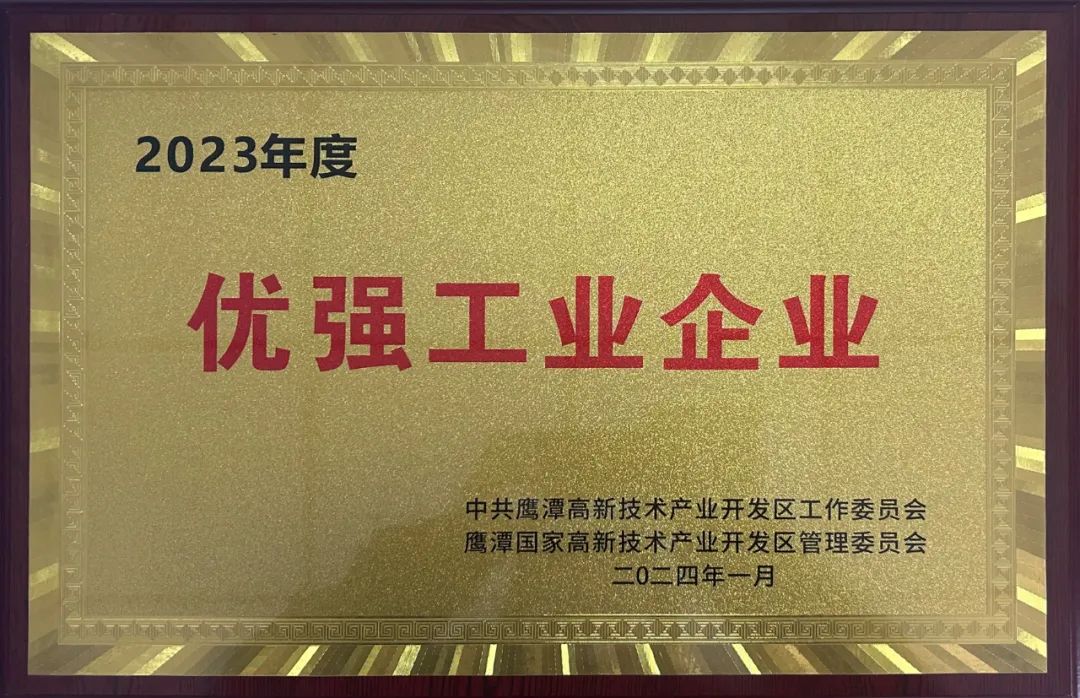 2023年度
优强工业企业
中共鹰潭高新技术产业开发区工作委员会
鹰潭国家高新技术产业开发区管理委员会
二0二四年一月